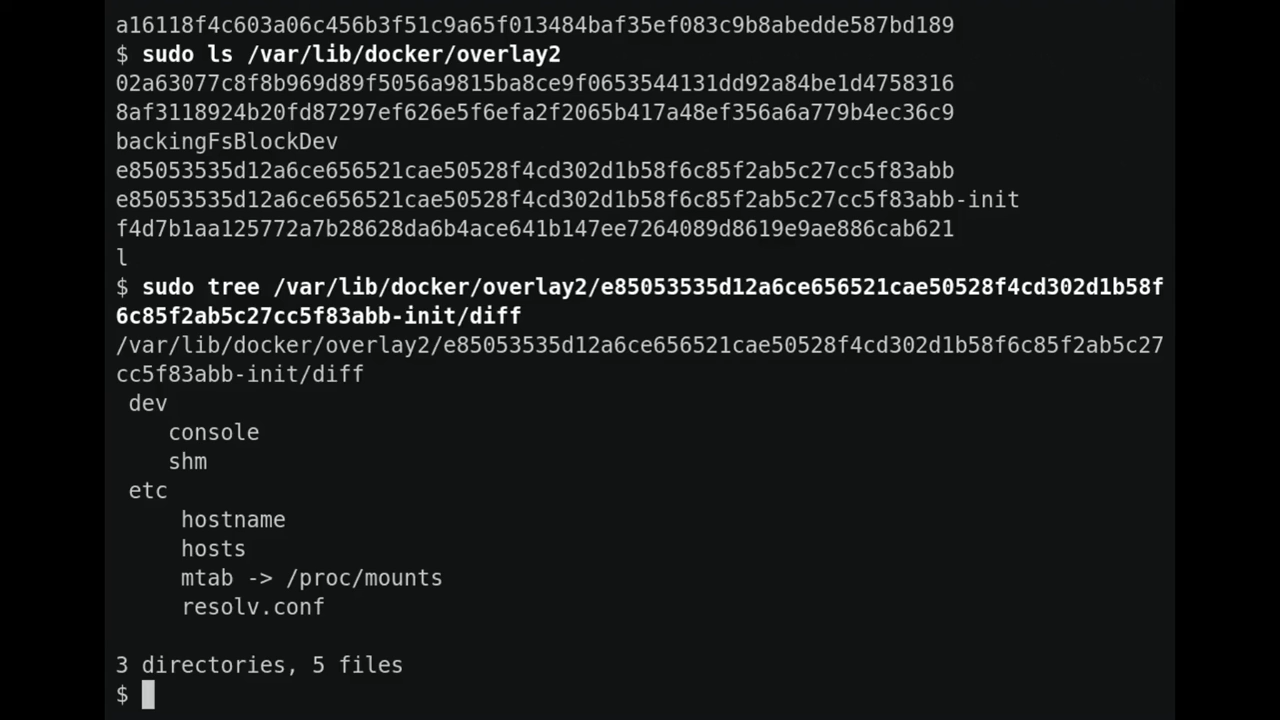 a16118f4c603a06c456b3f51c9a65f013484baf35ef083c9b8abedde587bd189
$ sudo ls /var/lib/docker/overlay2
02a63077c8f8b969d89f5056a9815ba8ce9f0653544131dd92a84be1d4758316
8af3118924b20fd87297ef626e5f6efa2f2065b417a48ef356a6a779b4ec36c9
backingFsBlockDev
e85053535d12a6ce656521cae50528f4cd302d1b58f6c85f2ab5c27cc5f83abb
e85053535d12a6ce656521cae50528f4cd302d1b58f6c85f2ab5c27cc5f83abb-init
f4d7b1aa125772a7b28628da6b4ace641b147ee7264089d8619e9ae886cab621
l
$ sudo tree /var/lib/docker/overlay2/e85053535d12a6ce656521cae50528f4cd302d1b58f
6c85f2ab5c27cc5f83abb-init/diff
/var/lib/docker/overlay2/e85053535d12a6ce656521cae50528f4cd302d1b58f6c85f2ab5c27
cc5f83abb-init/diff
dev
console
shm
etc
hostname
hosts
mtab -> /proc/mounts
resolv.conf
3 directories, 5 files
$